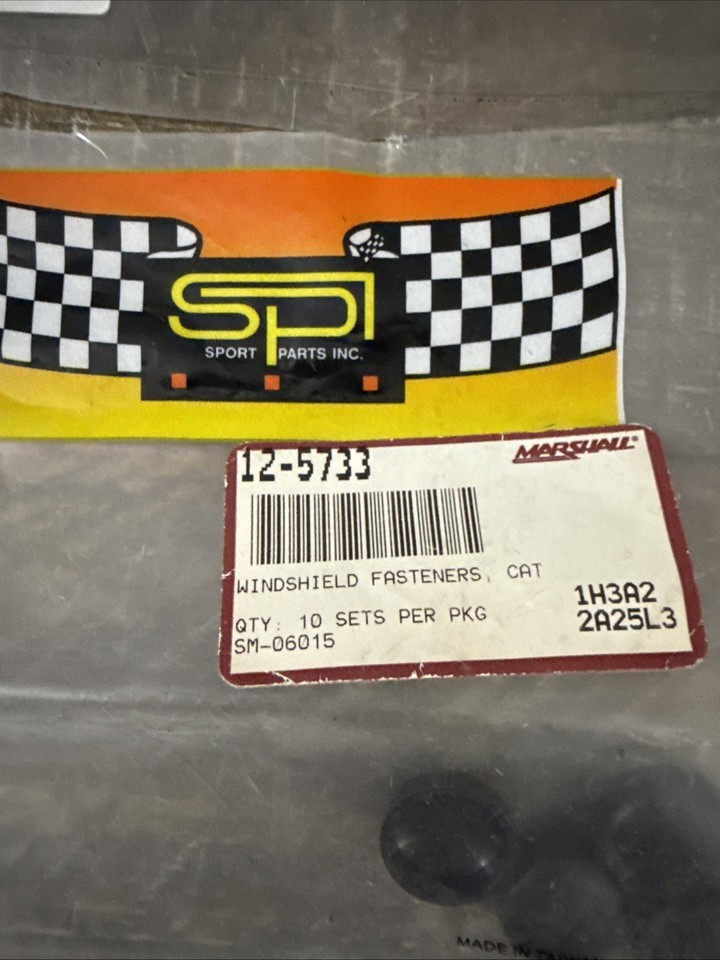 SPI
SPORT PARTS INC.
12-5733
MARSHALL®
WINDSHIELD FASTENERS, CAT
QTY: 10 SETS PER PKG
SM-06015
1H3A2
2A25L3
MADE IN TAIWAN